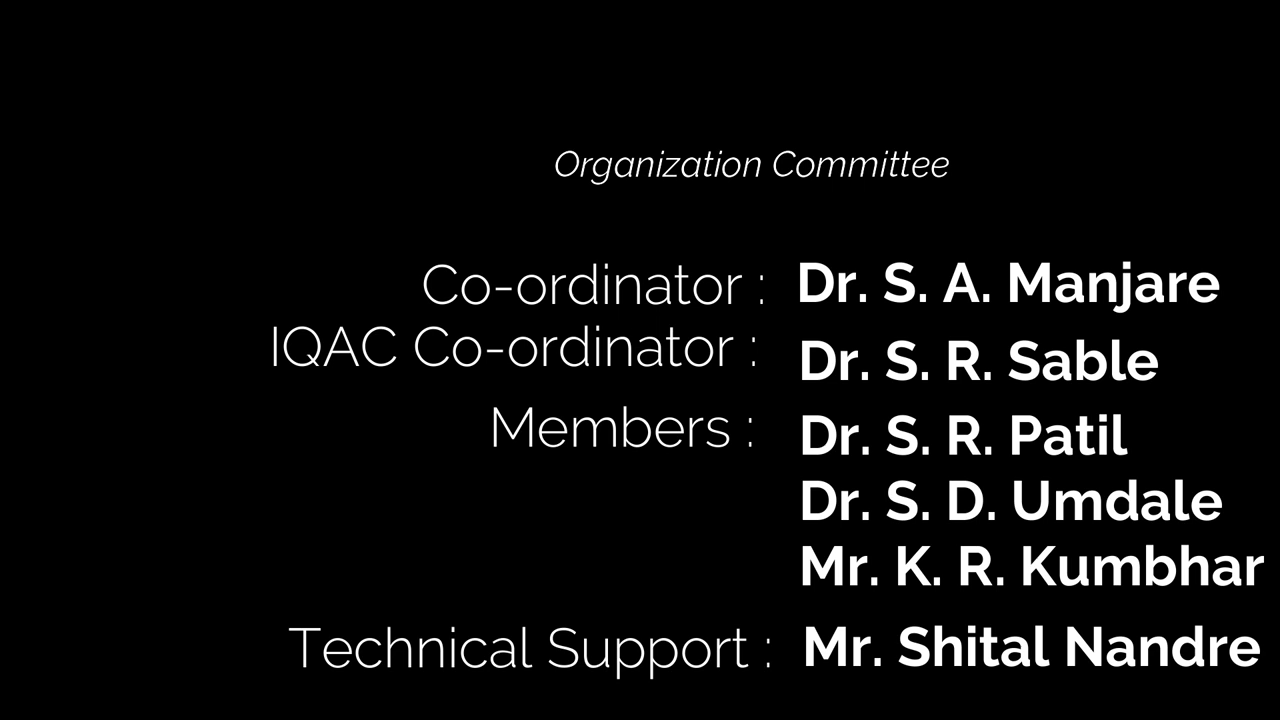 Organization Committee
Co-ordinator : Dr. S. A. Manjare
IQAC Co-ordinator : Dr. S. R. Sable
Members : Dr. S. R. Patil
Dr. S. D. Umdale
Mr. K. R. Kumbhar
Technical Support : Mr. Shital Nandre